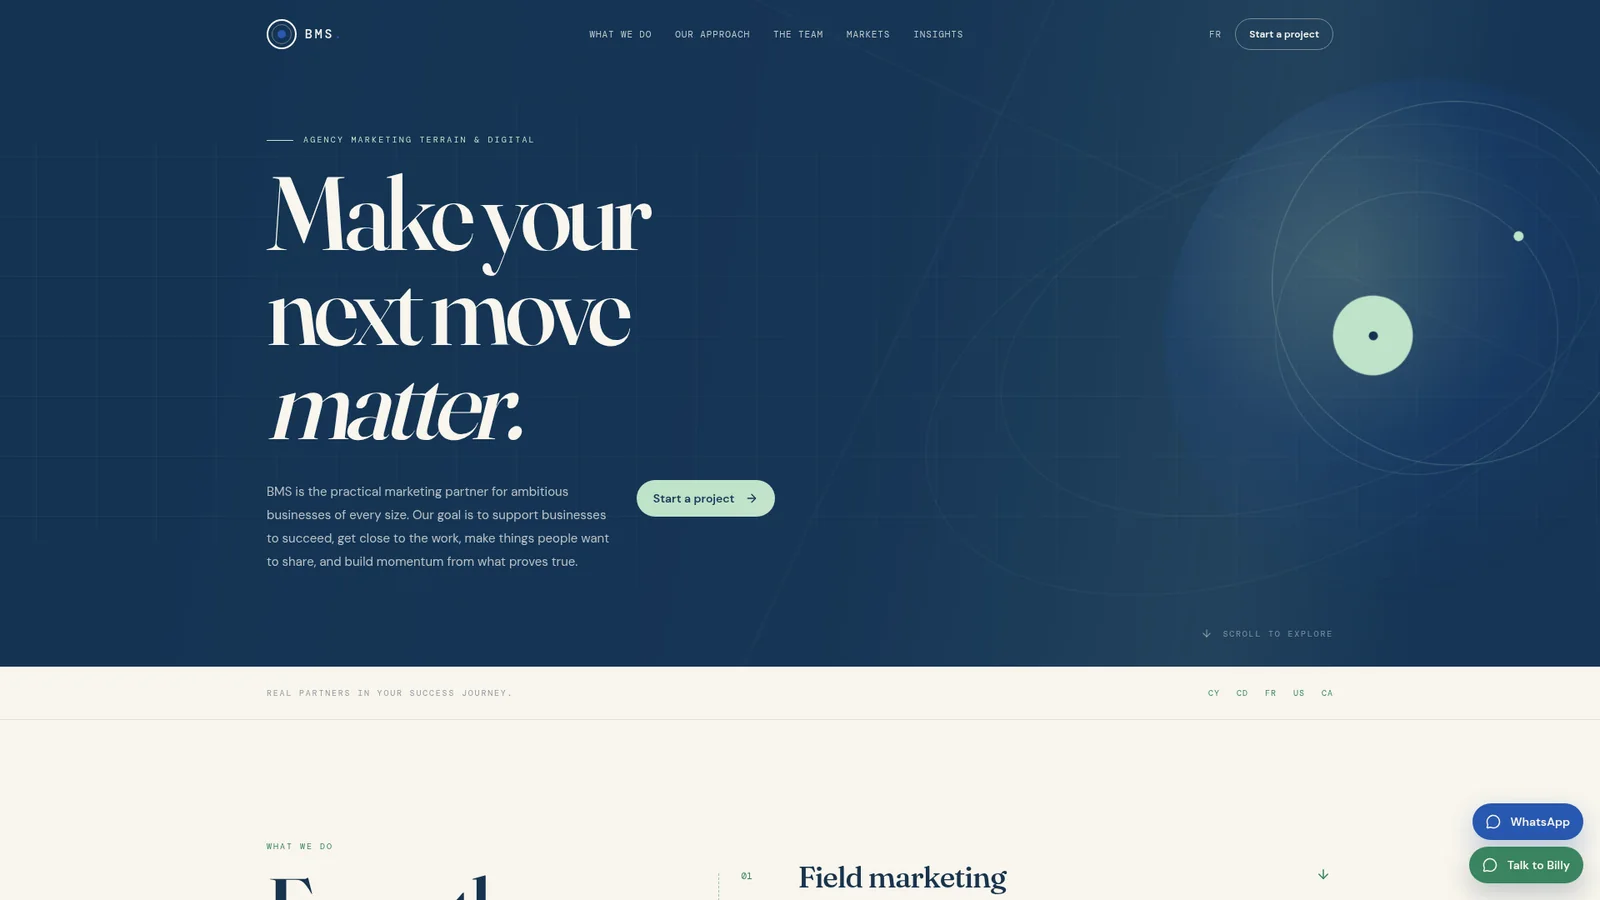 BMS.
WHAT WE DO
OUR APPROACH
THE TEAM
MARKETS
INSIGHTS
FR
Start a project
AGENCY MARKETING TERRAIN & DIGITAL
Make your
next move
matter.
BMS is the practical marketing partner for ambitious
businesses of every size. Our goal is to support businesses
to succeed, get close to the work, make things people want
to share, and build momentum from what proves true.
Start a project
SCROLL TO EXPLORE
REAL PARTNERS IN YOUR SUCCESS JOURNEY.
CY CD FR US CA
WHAT WE DO
01
Field marketing
WhatsApp
Talk to Billy